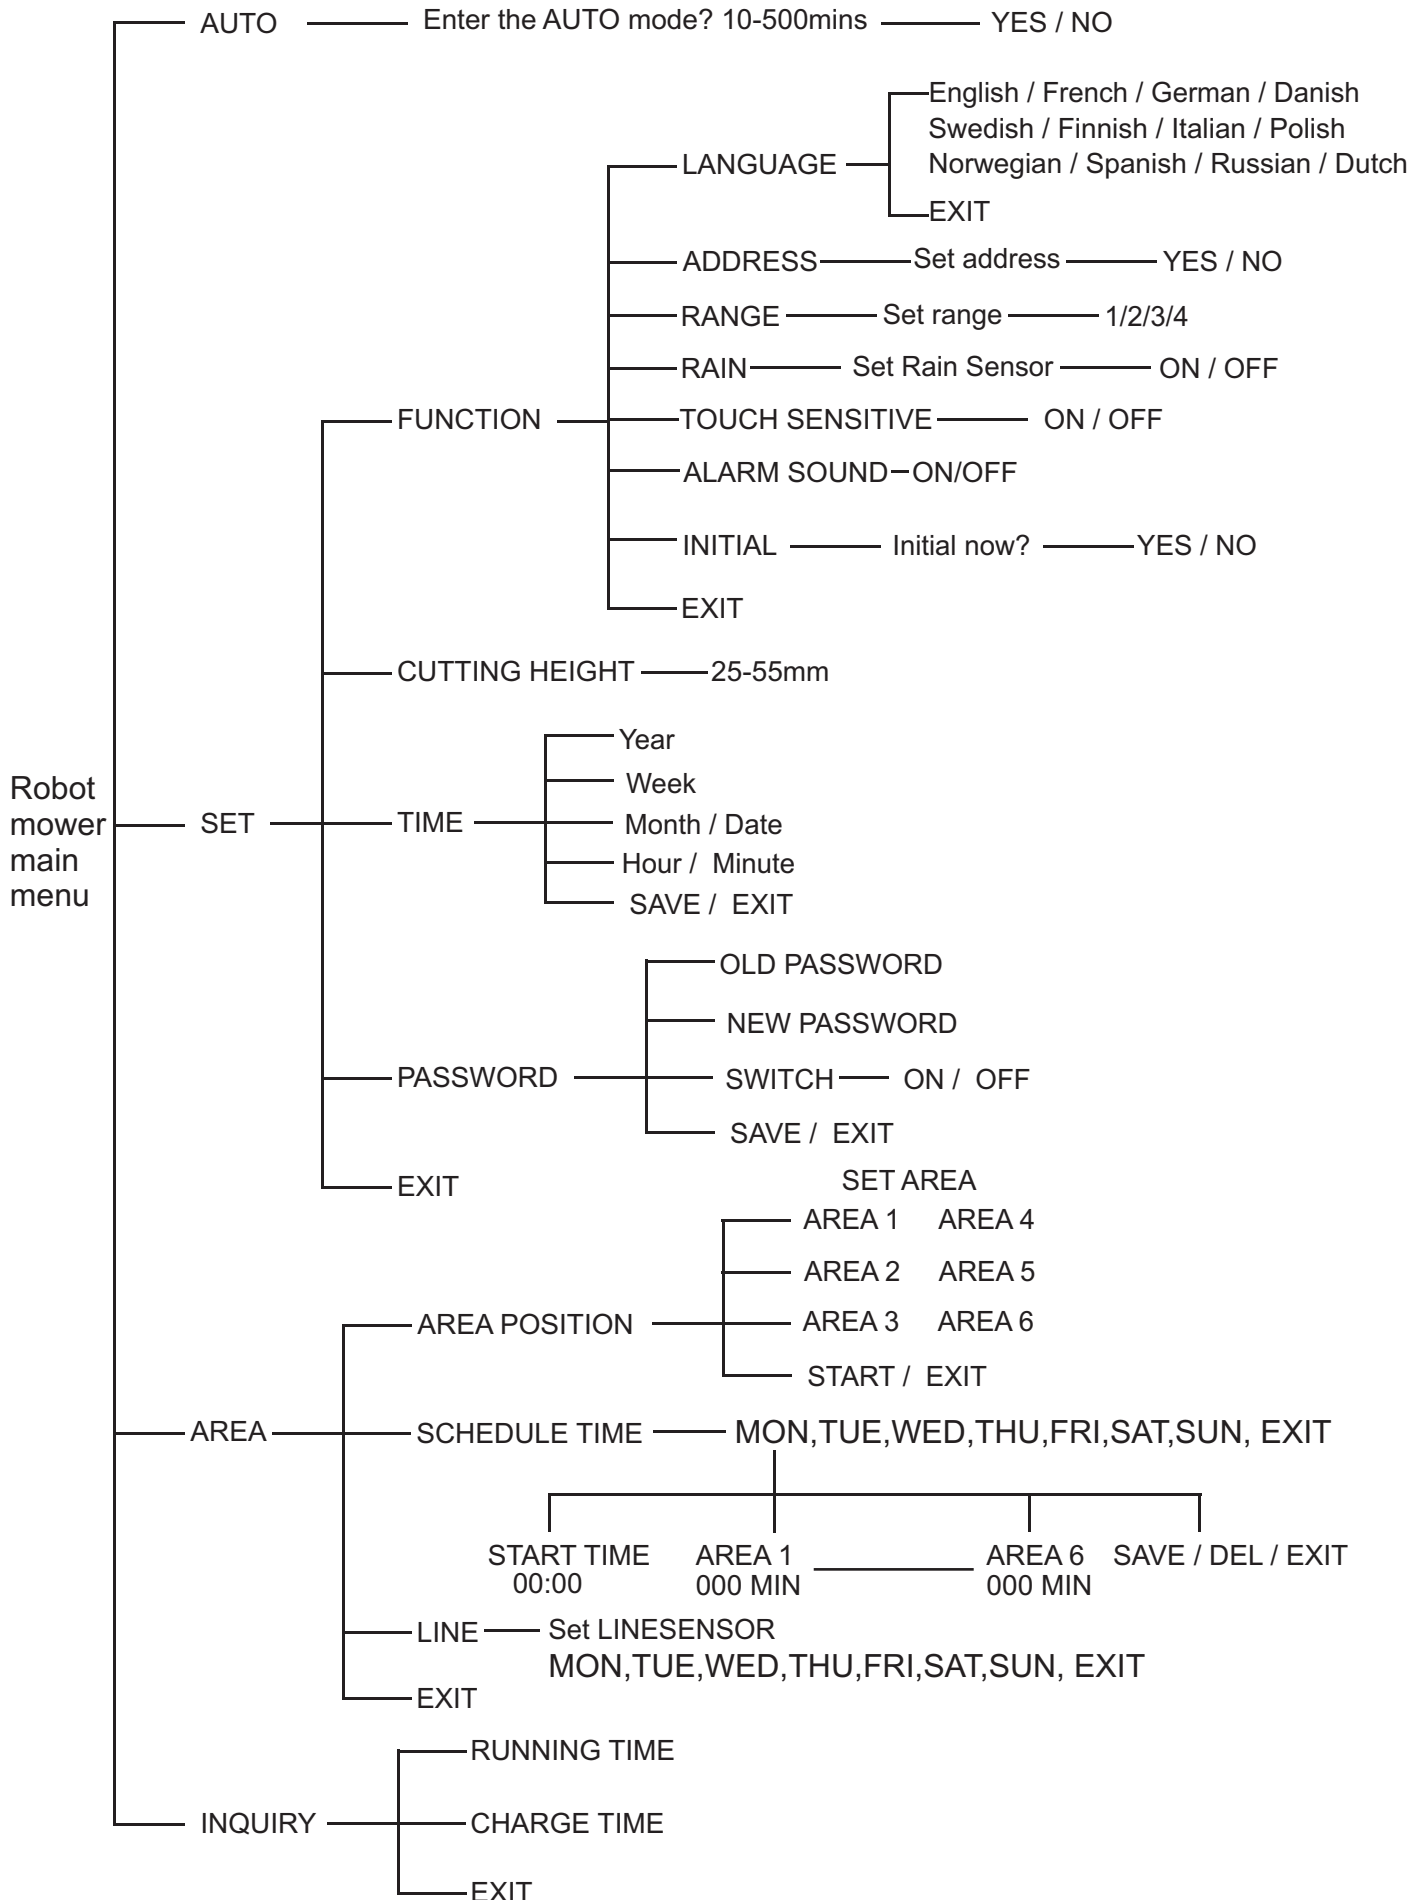 AUTO Enter the AUTO mode? 10-500mins YES / NO
English / French / German / Danish
Swedish / Finnish / Italian / Polish
LANGUAGE Norwegian / Spanish / Russian / Dutch
EXIT
ADDRESS Set address YES / NO
RANGE Set range 1/2/3/4
RAIN Set Rain Sensor ON / OFF
FUNCTION TOUCH SENSITIVE ON / OFF
ALARM SOUND ON/OFF
INITIAL Initial now? YES / NO
EXIT
CUTTING HEIGHT 25-55mm
Robot
mower
main
menu
SET TIME
Year
Week
Month / Date
Hour / Minute
SAVE / EXIT
PASSWORD
OLD PASSWORD
NEW PASSWORD
SWITCH ON / OFF
SAVE / EXIT
EXIT
SET AREA
AREA 1 AREA 4
AREA 2 AREA 5
AREA POSITION AREA 3 AREA 6
START / EXIT
AREA SCHEDULE TIME MON,TUE,WED,THU,FRI,SAT,SUN, EXIT
START TIME AREA 1 AREA 6 SAVE / DEL / EXIT
00:00 000 MIN 000 MIN
LINE Set LINESENSOR
MON,TUE,WED,THU,FRI,SAT,SUN, EXIT
EXIT
RUNNING TIME
INQUIRY CHARGE TIME
EXIT